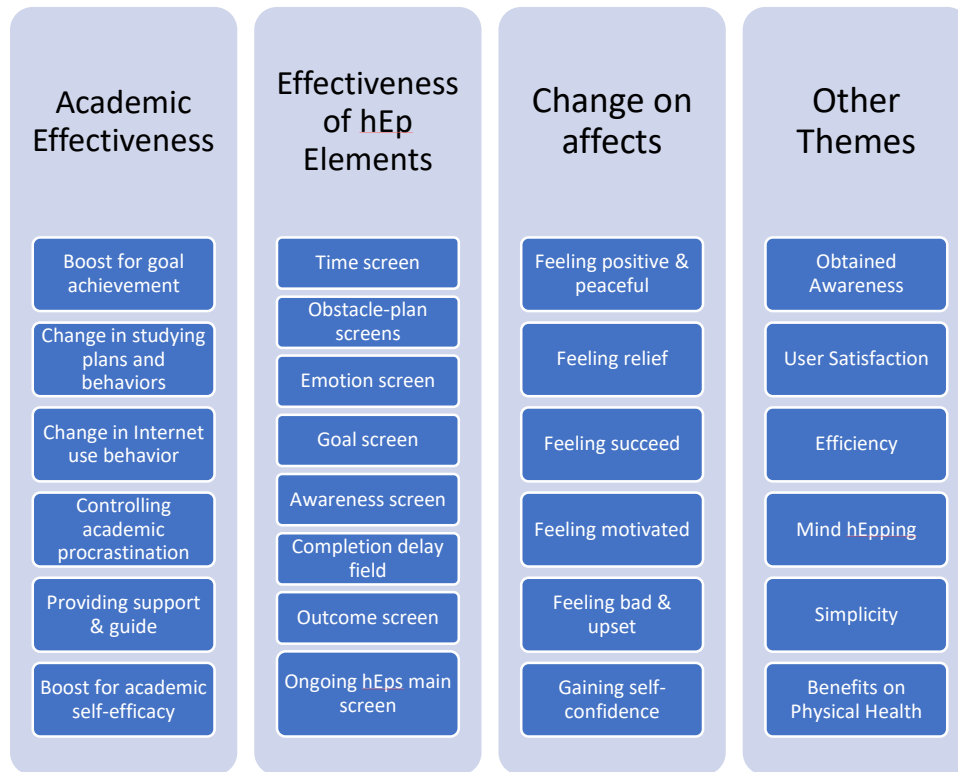 Academic
Effectiveness
Boost for goal
achievement
Change in studying
plans and
behaviors
Change in Internet
use behavior
Controlling
academic
procrastination
Providing support
& guide
Boost for academic
self-efficacy
Effectiveness
of hEp
Elements
Time screen
Obstacle-plan
screens
Emotion screen
Goal screen
Awareness screen
Completion delay
field
Outcome screen
Ongoing hEps main
screen
Change on
affects
Feeling positive &
peaceful
Feeling relief
Feeling succeed
Feeling motivated
Feeling bad &
upset
Gaining self-
confidence
Other
Themes
Obtained
Awareness
User Satisfaction
Efficiency
Mind hEpping
Simplicity
Benefits on
Physical Health